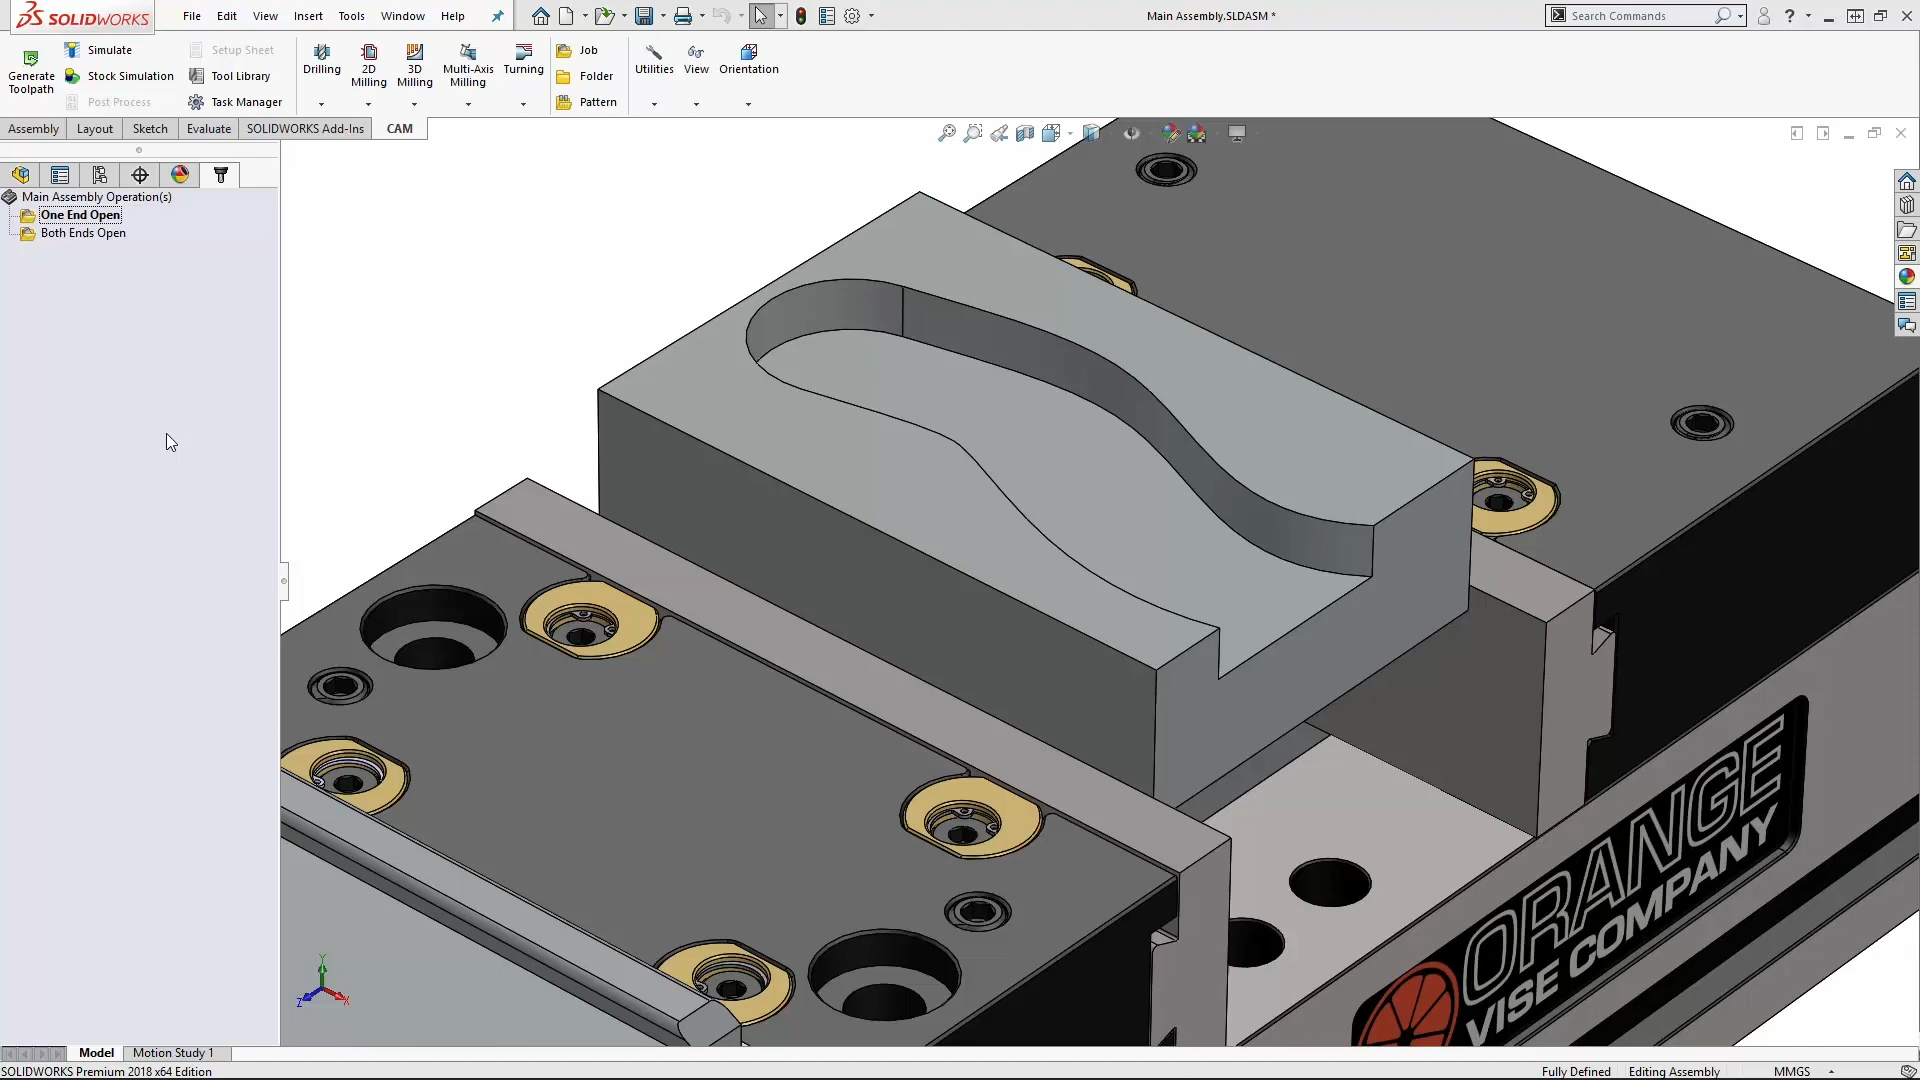 SOLIDWORKS
File Edit View Insert Tools Window Help
Main Assembly.SLDASM *
Search Commands
Generate Toolpath
Simulate
Stock Simulation
Post Process
Setup Sheet
Tool Library
Task Manager
Drilling
2D Milling
3D Milling
Multi-Axis Milling
Turning
Job
Folder
Pattern
Utilities
View
Orientation
Assembly Layout Sketch Evaluate SOLIDWORKS Add-Ins CAM
Main Assembly Operation(s)
One End Open
Both Ends Open
ORANGE
VISE COMPANY
Y
Z
X
Model Motion Study 1
SOLIDWORKS Premium 2018 x64 Edition
Fully Defined Editing Assembly MMGS